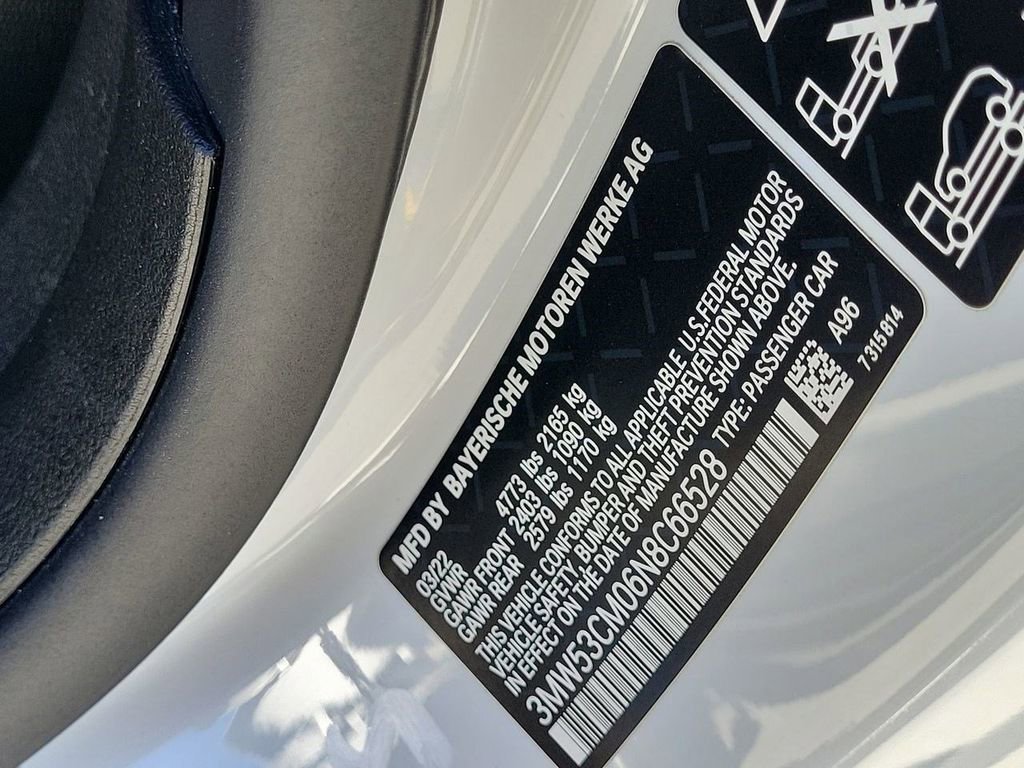 MFD BY BAYERISCHE MOTOREN WERKE AG
03/22
GVWR 4773 lbs 2165 kg
GAWR FRONT 2403 lbs 1090 kg
GAWR REAR 2579 lbs 1170 kg
THIS VEHICLE CONFORMS TO ALL APPLICABLE U.S. FEDERAL MOTOR
VEHICLE SAFETY, BUMPER AND THEFT PREVENTION STANDARDS
IN EFFECT ON THE DATE OF MANUFACTURE SHOWN ABOVE.
3MW53CM06N8C66528 TYPE: PASSENGER CAR
A96
7315814